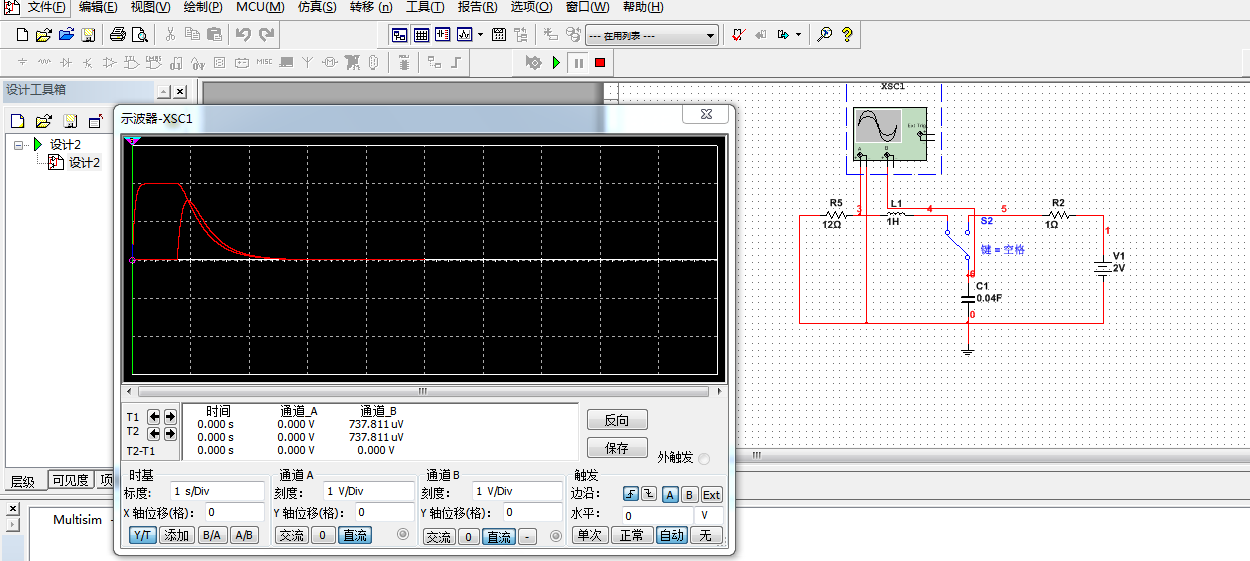 文件(F) 编辑(E) 视图(V) 绘制(P) MCU(M) 仿真(S) 转移 (n) 工具(T) 报告(R) 选项(O) 窗口(W) 帮助(H)
--- 在用列表 ---
MISC
设计工具箱
设计2
设计2
层级 可见度 项
Multisim -
示波器-XSC1
时间 通道_A 通道_B
T1 0.000 s 0.000 V 737.811 uV
T2 0.000 s 0.000 V 737.811 uV
T2-T1 0.000 s 0.000 V 0.000 V
反向
保存
外触发
时基
标度: 1 s/Div
X 轴位移(格): 0
Y/T 添加 B/A A/B
通道 A
刻度: 1 V/Div
Y 轴位移(格): 0
交流 0 直流
通道 B
刻度: 1 V/Div
Y 轴位移(格): 0
交流 0 直流 -
触发
边沿: A B Ext
水平: 0 V
单次 正常 自动 无
XSC1
Ext Trig
A B
R5
12Ω
3
L1
1H
4
S2
键 = 空格
5
R2
1Ω
1
V1
2V
6
C1
0.04F
0